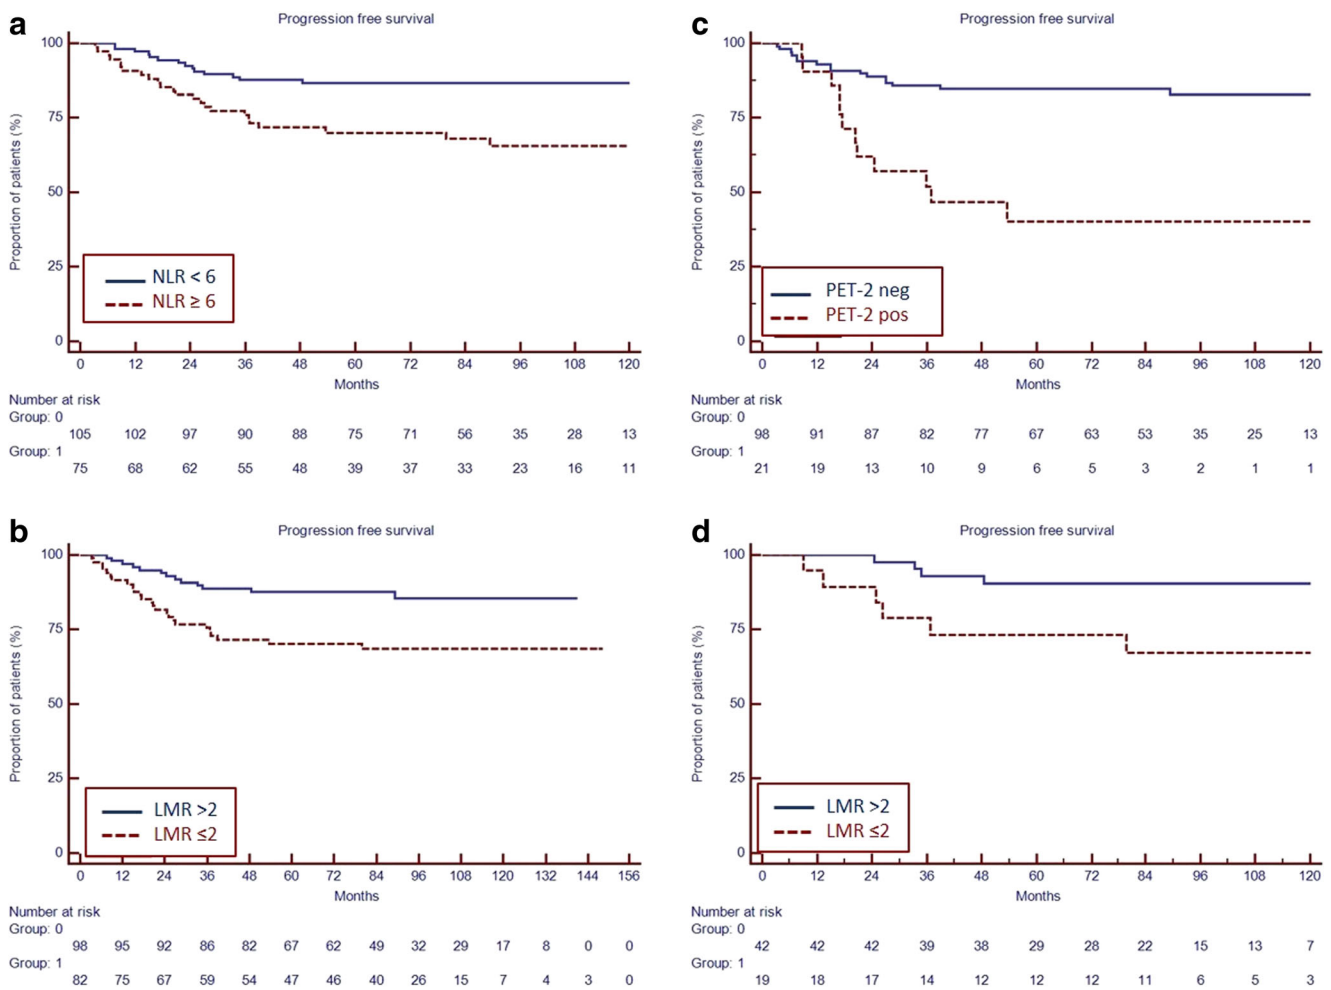 a
Progression free survival
Proportion of patients (%)
100
75
50
25
0
NLR < 6
NLR ≥ 6
0 12 24 36 48 60 72 84 96 108 120
Months
Number at risk
Group: 0
105 102 97 90 88 75 71 56 35 28 13
Group: 1
75 68 62 55 48 39 37 33 23 16 11
c
Progression free survival
Proportion of patients (%)
100
75
50
25
0
PET-2 neg
PET-2 pos
0 12 24 36 48 60 72 84 96 108 120
Months
Number at risk
Group: 0
98 91 87 82 77 67 63 53 35 25 13
Group: 1
21 19 13 10 9 6 5 3 2 1 1
b
Progression free survival
Proportion of patients (%)
100
75
50
25
0
LMR >2
LMR ≤2
0 12 24 36 48 60 72 84 96 108 120 132 144 156
Months
Number at risk
Group: 0
98 95 92 86 82 67 62 49 32 29 17 8 0 0
Group: 1
82 75 67 59 54 47 46 40 26 15 7 4 3 0
d
Progression free survival
Proportion of patients (%)
100
75
50
25
0
LMR >2
LMR ≤2
0 12 24 36 48 60 72 84 96 108 120
Months
Number at risk
Group: 0
42 42 42 39 38 29 28 22 15 13 7
Group: 1
19 18 17 14 12 12 12 11 6 5 3